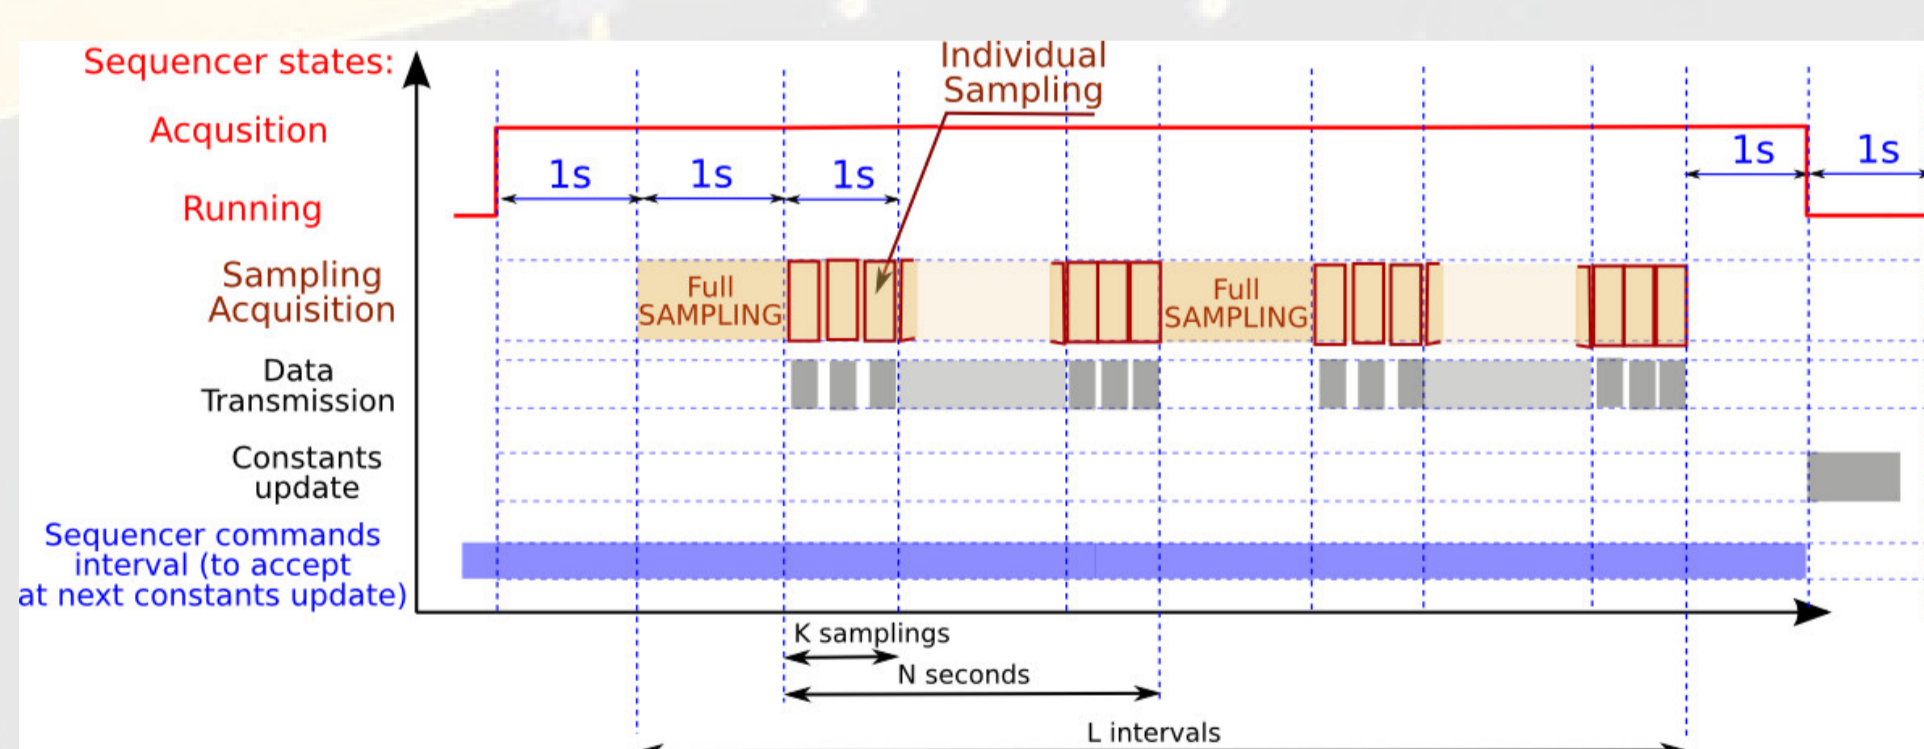 Sequencer states:
Individual
Sampling
Acqusition
1s
1s
1s
1s
1s
Running
Sampling
Acquisition
Full
SAMPLING
Full
SAMPLING
Data
Transmission
Constants
update
Sequencer commands
interval (to accept
at next constants update)
K samplings
N seconds
L intervals